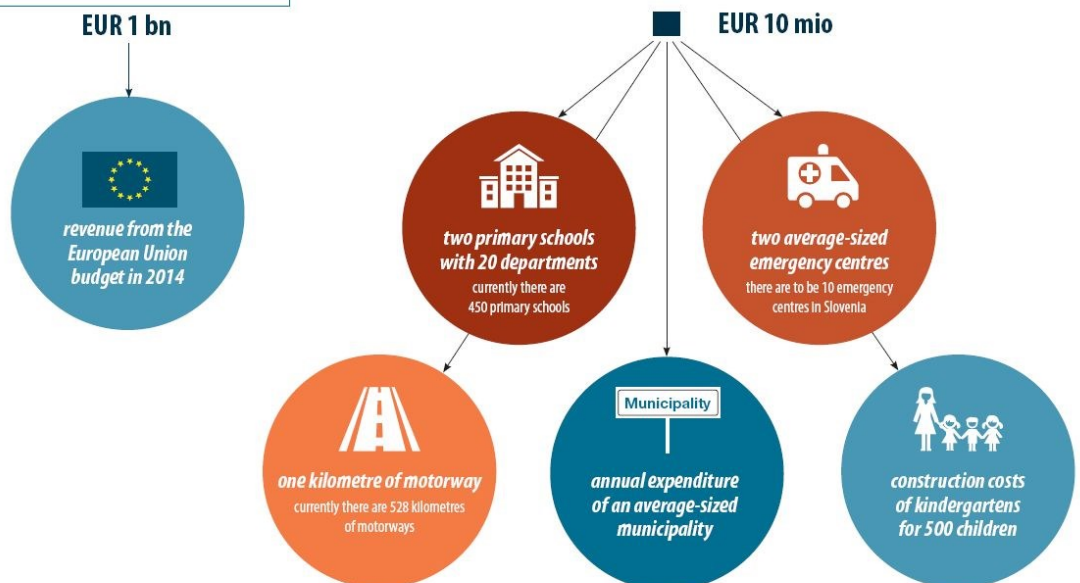 EUR 1 bn
revenue from the
European Union
budget in 2014
EUR 10 mio
two primary schools
with 20 departments
currently there are
450 primary schools
two average-sized
emergency centres
there are to be 10 emergency
centres in Slovenia
one kilometre of motorway
currently there are 528 kilometres
of motorways
Municipality
annual expenditure
of an average-sized
municipality
construction costs
of kindergartens
for 500 children